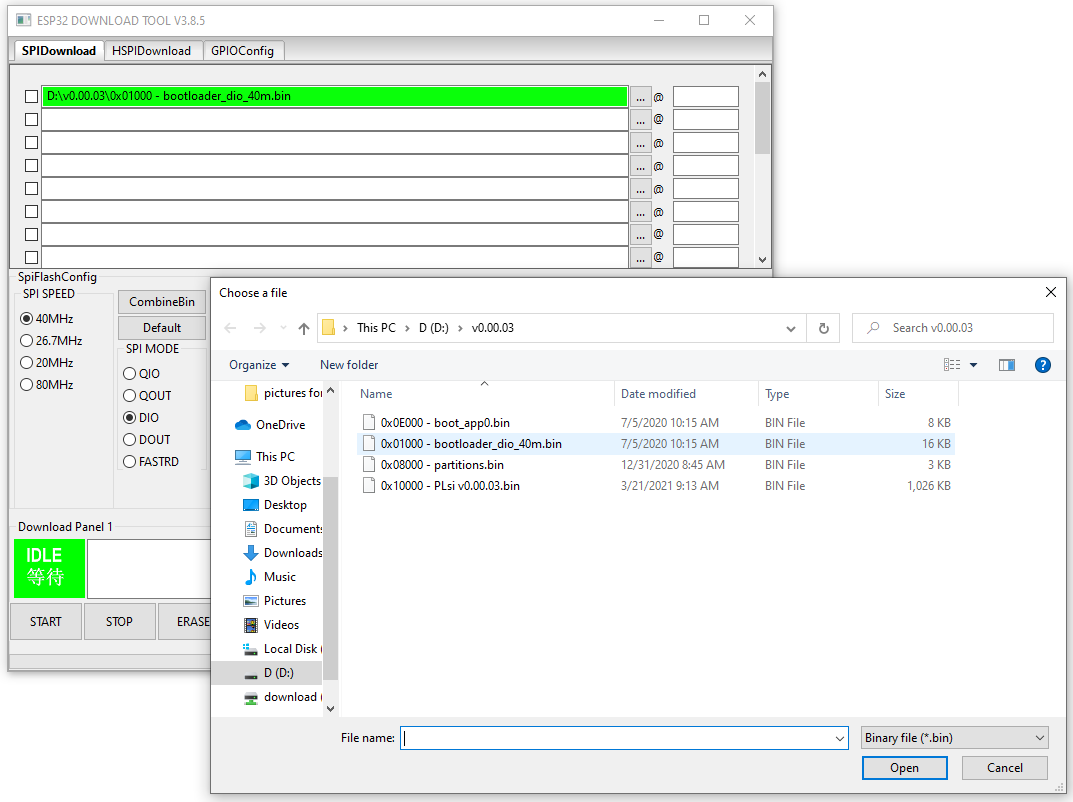 ESP32 DOWNLOAD TOOL V3.8.5
SPIDownload HSPIDownload GPIOConfig
D:\v0.00.03\0x01000 - bootloader_dio_40m.bin ... @
... @
... @
... @
... @
... @
... @
... @
SpiFlashConfig
SPI SPEED
40MHz
26.7MHz
20MHz
80MHz
CombineBin
Default
SPI MODE
QIO
QOUT
DIO
DOUT
FASTRD
Download Panel 1
IDLE
等待
START STOP ERASE
Choose a file
This PC > D (D:) > v0.00.03
Search v0.00.03
Organize New folder
pictures for
OneDrive
This PC
3D Objects
Desktop
Documents
Downloads
Music
Pictures
Videos
Local Disk (
D (D:)
download (
Name Date modified Type Size
0x0E000 - boot_app0.bin 7/5/2020 10:15 AM BIN File 8 KB
0x01000 - bootloader_dio_40m.bin 7/5/2020 10:15 AM BIN File 16 KB
0x08000 - partitions.bin 12/31/2020 8:45 AM BIN File 3 KB
0x10000 - PLsi v0.00.03.bin 3/21/2021 9:13 AM BIN File 1,026 KB
File name: Binary file (*.bin)
Open Cancel